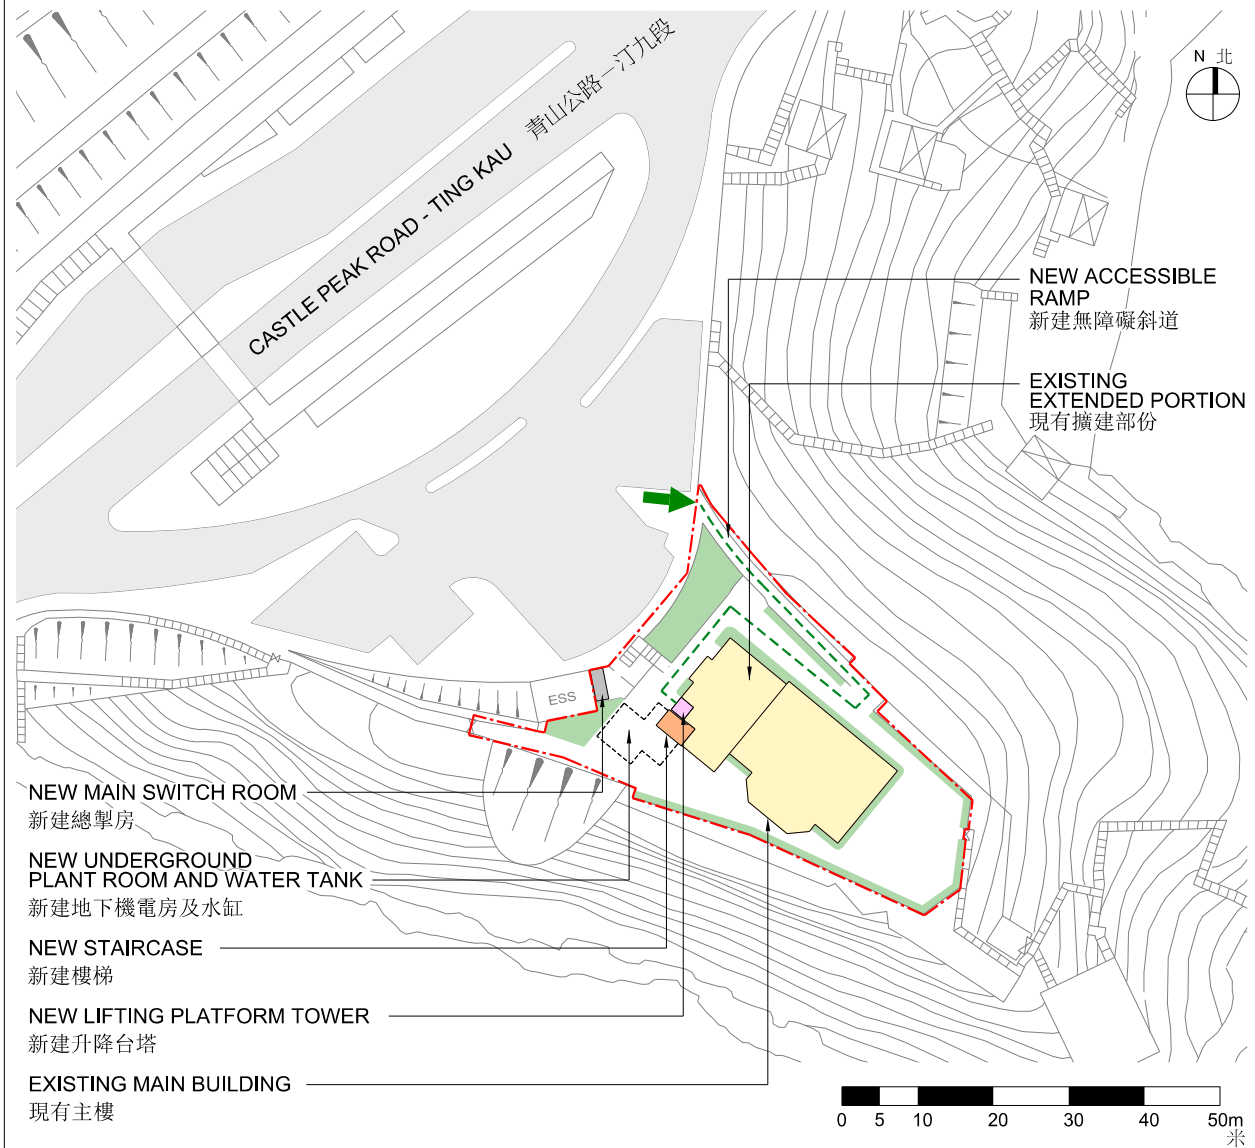 N 北
CASTLE PEAK ROAD - TING KAU 青山公路－汀九段
NEW ACCESSIBLE
RAMP
新建無障礙斜道
EXISTING
EXTENDED PORTION
現有擴建部份
ESS
NEW MAIN SWITCH ROOM
新建總掣房
NEW UNDERGROUND
PLANT ROOM AND WATER TANK
新建地下機電房及水缸
NEW STAIRCASE
新建樓梯
NEW LIFTING PLATFORM TOWER
新建升降台塔
EXISTING MAIN BUILDING
現有主樓
0 5 10 20 30 40 50m
米